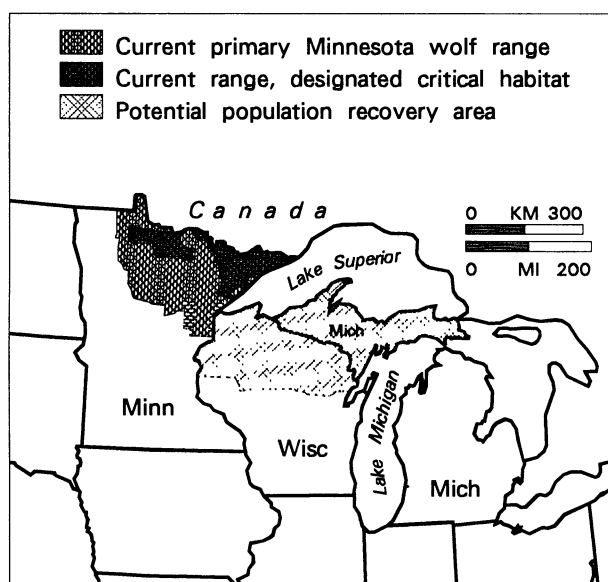 Current primary Minnesota wolf range
Current range, designated critical habitat
Potential population recovery area
Canada
0 KM 300
0 MI 200
Lake Superior
Mich
Minn
Wisc
Lake Michigan
Mich